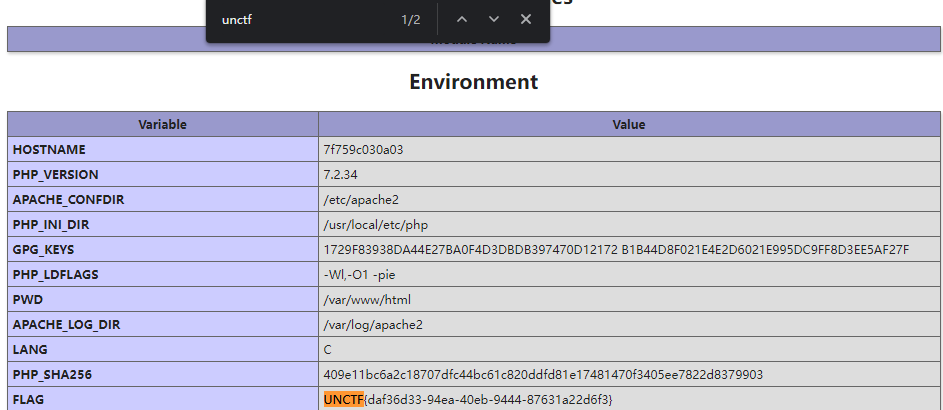 unctf 1/2
Environment
Variable Value
HOSTNAME 7f759c030a03
PHP_VERSION 7.2.34
APACHE_CONFDIR /etc/apache2
PHP_INI_DIR /usr/local/etc/php
GPG_KEYS 1729F83938DA44E27BA0F4D3DBDB397470D12172 B1B44D8F021E4E2D6021E995DC9FF8D3EE5AF27F
PHP_LDFLAGS -Wl,-O1 -pie
PWD /var/www/html
APACHE_LOG_DIR /var/log/apache2
LANG C
PHP_SHA256 409e11bc6a2c18707dfc44bc61c820ddfd81e17481470f3405ee7822d8379903
FLAG UNCTF{daf36d33-94ea-40eb-9444-87631a22d6f3}